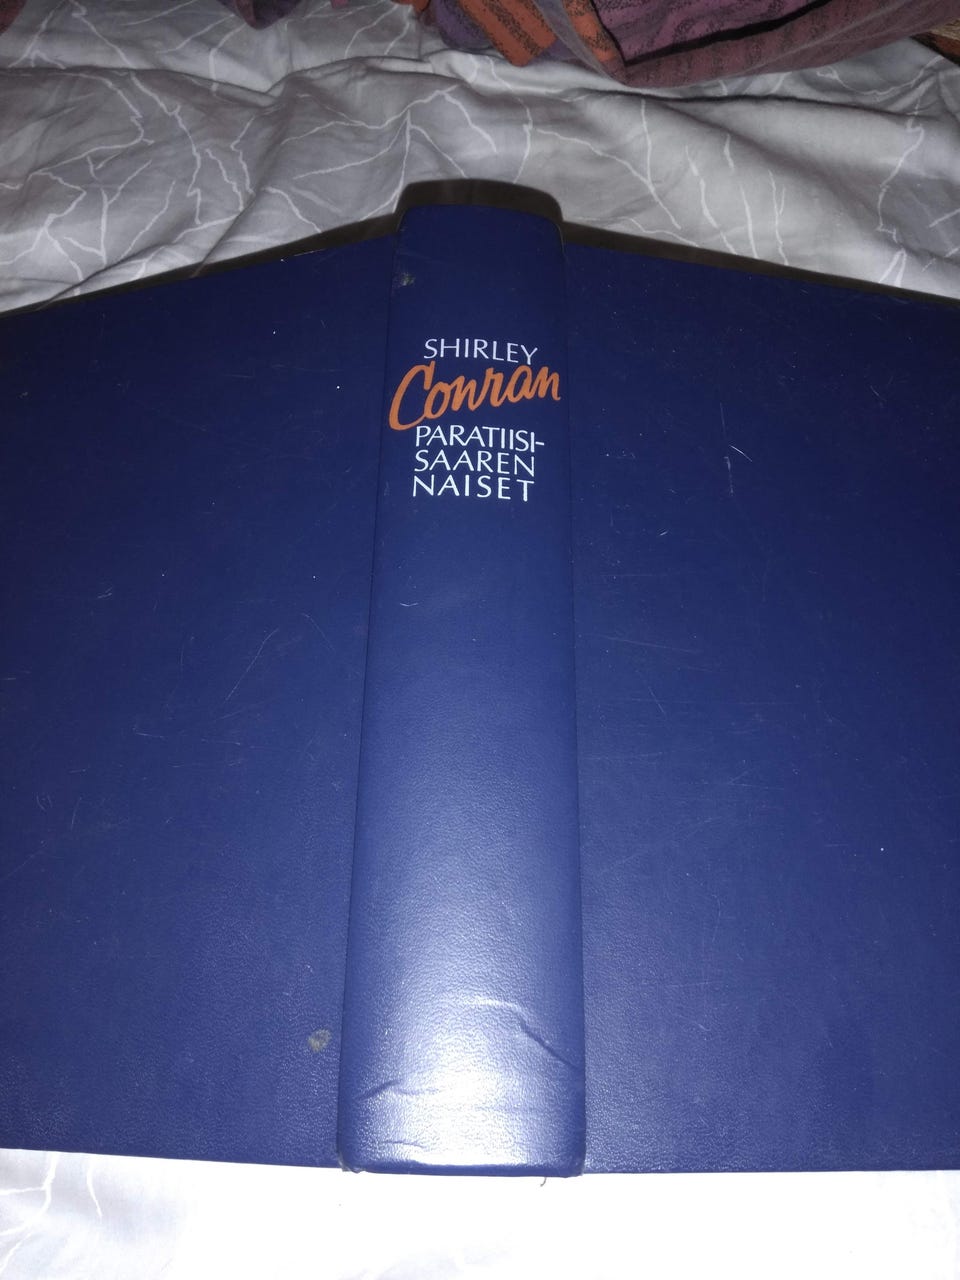 SHIRLEY
Conran
PARATIISI-
SAAREN
NAISET